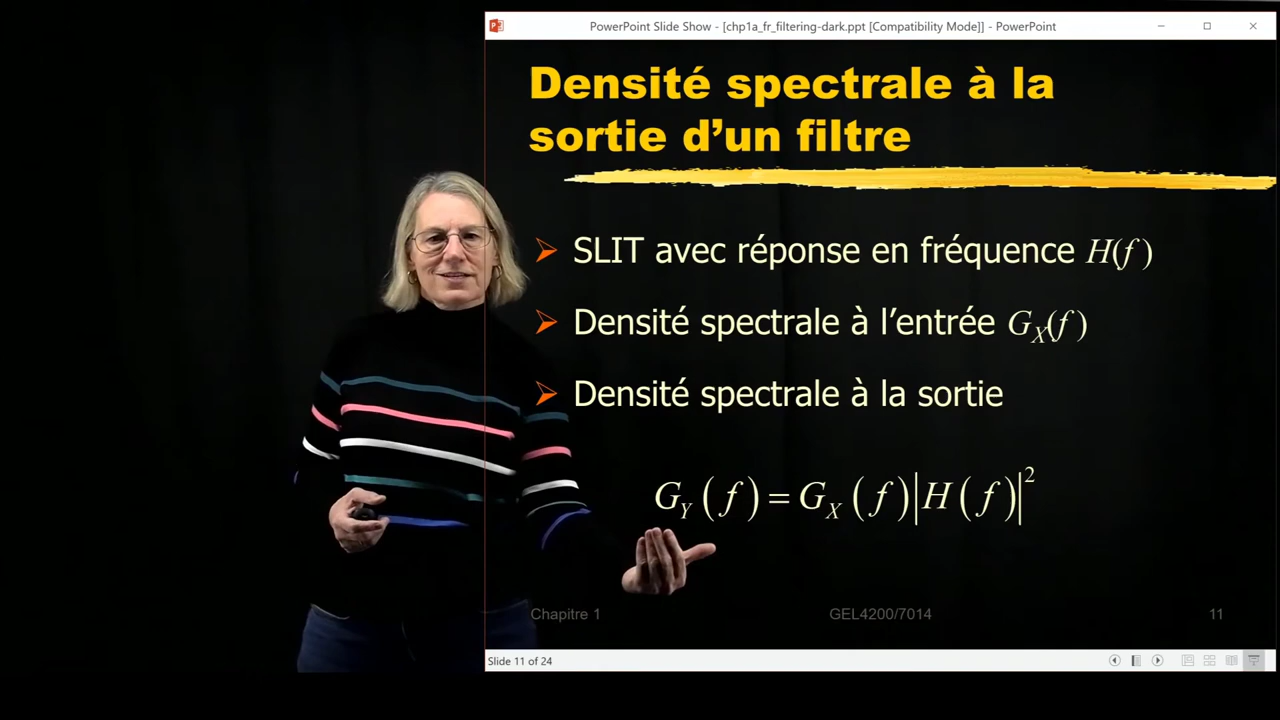 PowerPoint Slide Show - [chp1a_fr_filtering-dark.ppt [Compatibility Mode]] - PowerPoint
Densité spectrale à la
sortie d’un filtre
SLIT avec réponse en fréquence H(f)
Densité spectrale à l’entrée G_X(f)
Densité spectrale à la sortie
G_Y(f) = G_X(f)|H(f)|²
Chapitre 1 GEL4200/7014 11
Slide 11 of 24